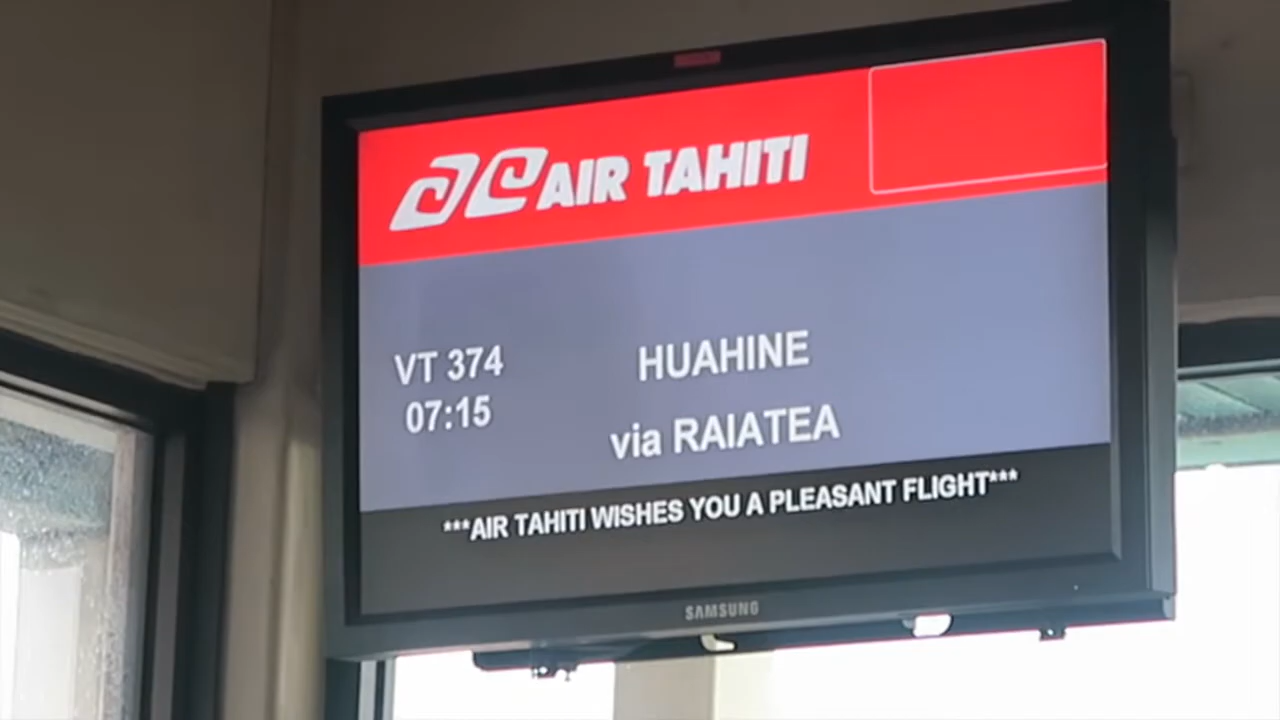 AIR TAHITI
VT 374
07:15
HUAHINE
via RAIATEA
***AIR TAHITI WISHES YOU A PLEASANT FLIGHT***
SAMSUNG